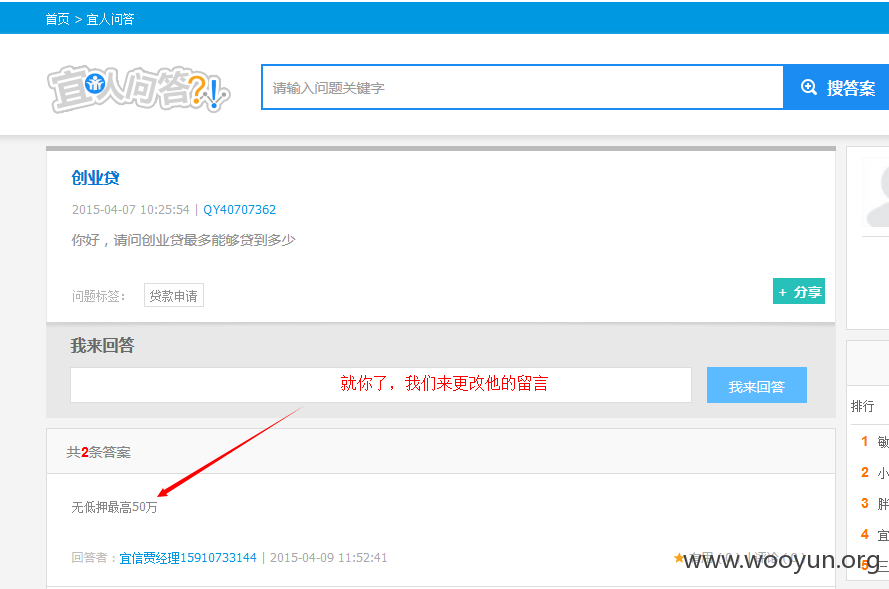 首页 > 宜人问答
宜人问答?!
请输入问题关键字
搜答案
创业贷
2015-04-07 10:25:54 | QY40707362
你好，请问创业贷最多能够贷到多少
问题标签：
贷款申请
+ 分享
我来回答
就你了，我们来更改他的留言
我来回答
共2条答案
无低押最高50万
回答者：宜信贾经理15910733144 | 2015-04-09 11:52:41
www.wooyun.org
排行
1 敏
2 小
3 胖
4 宜
5 三